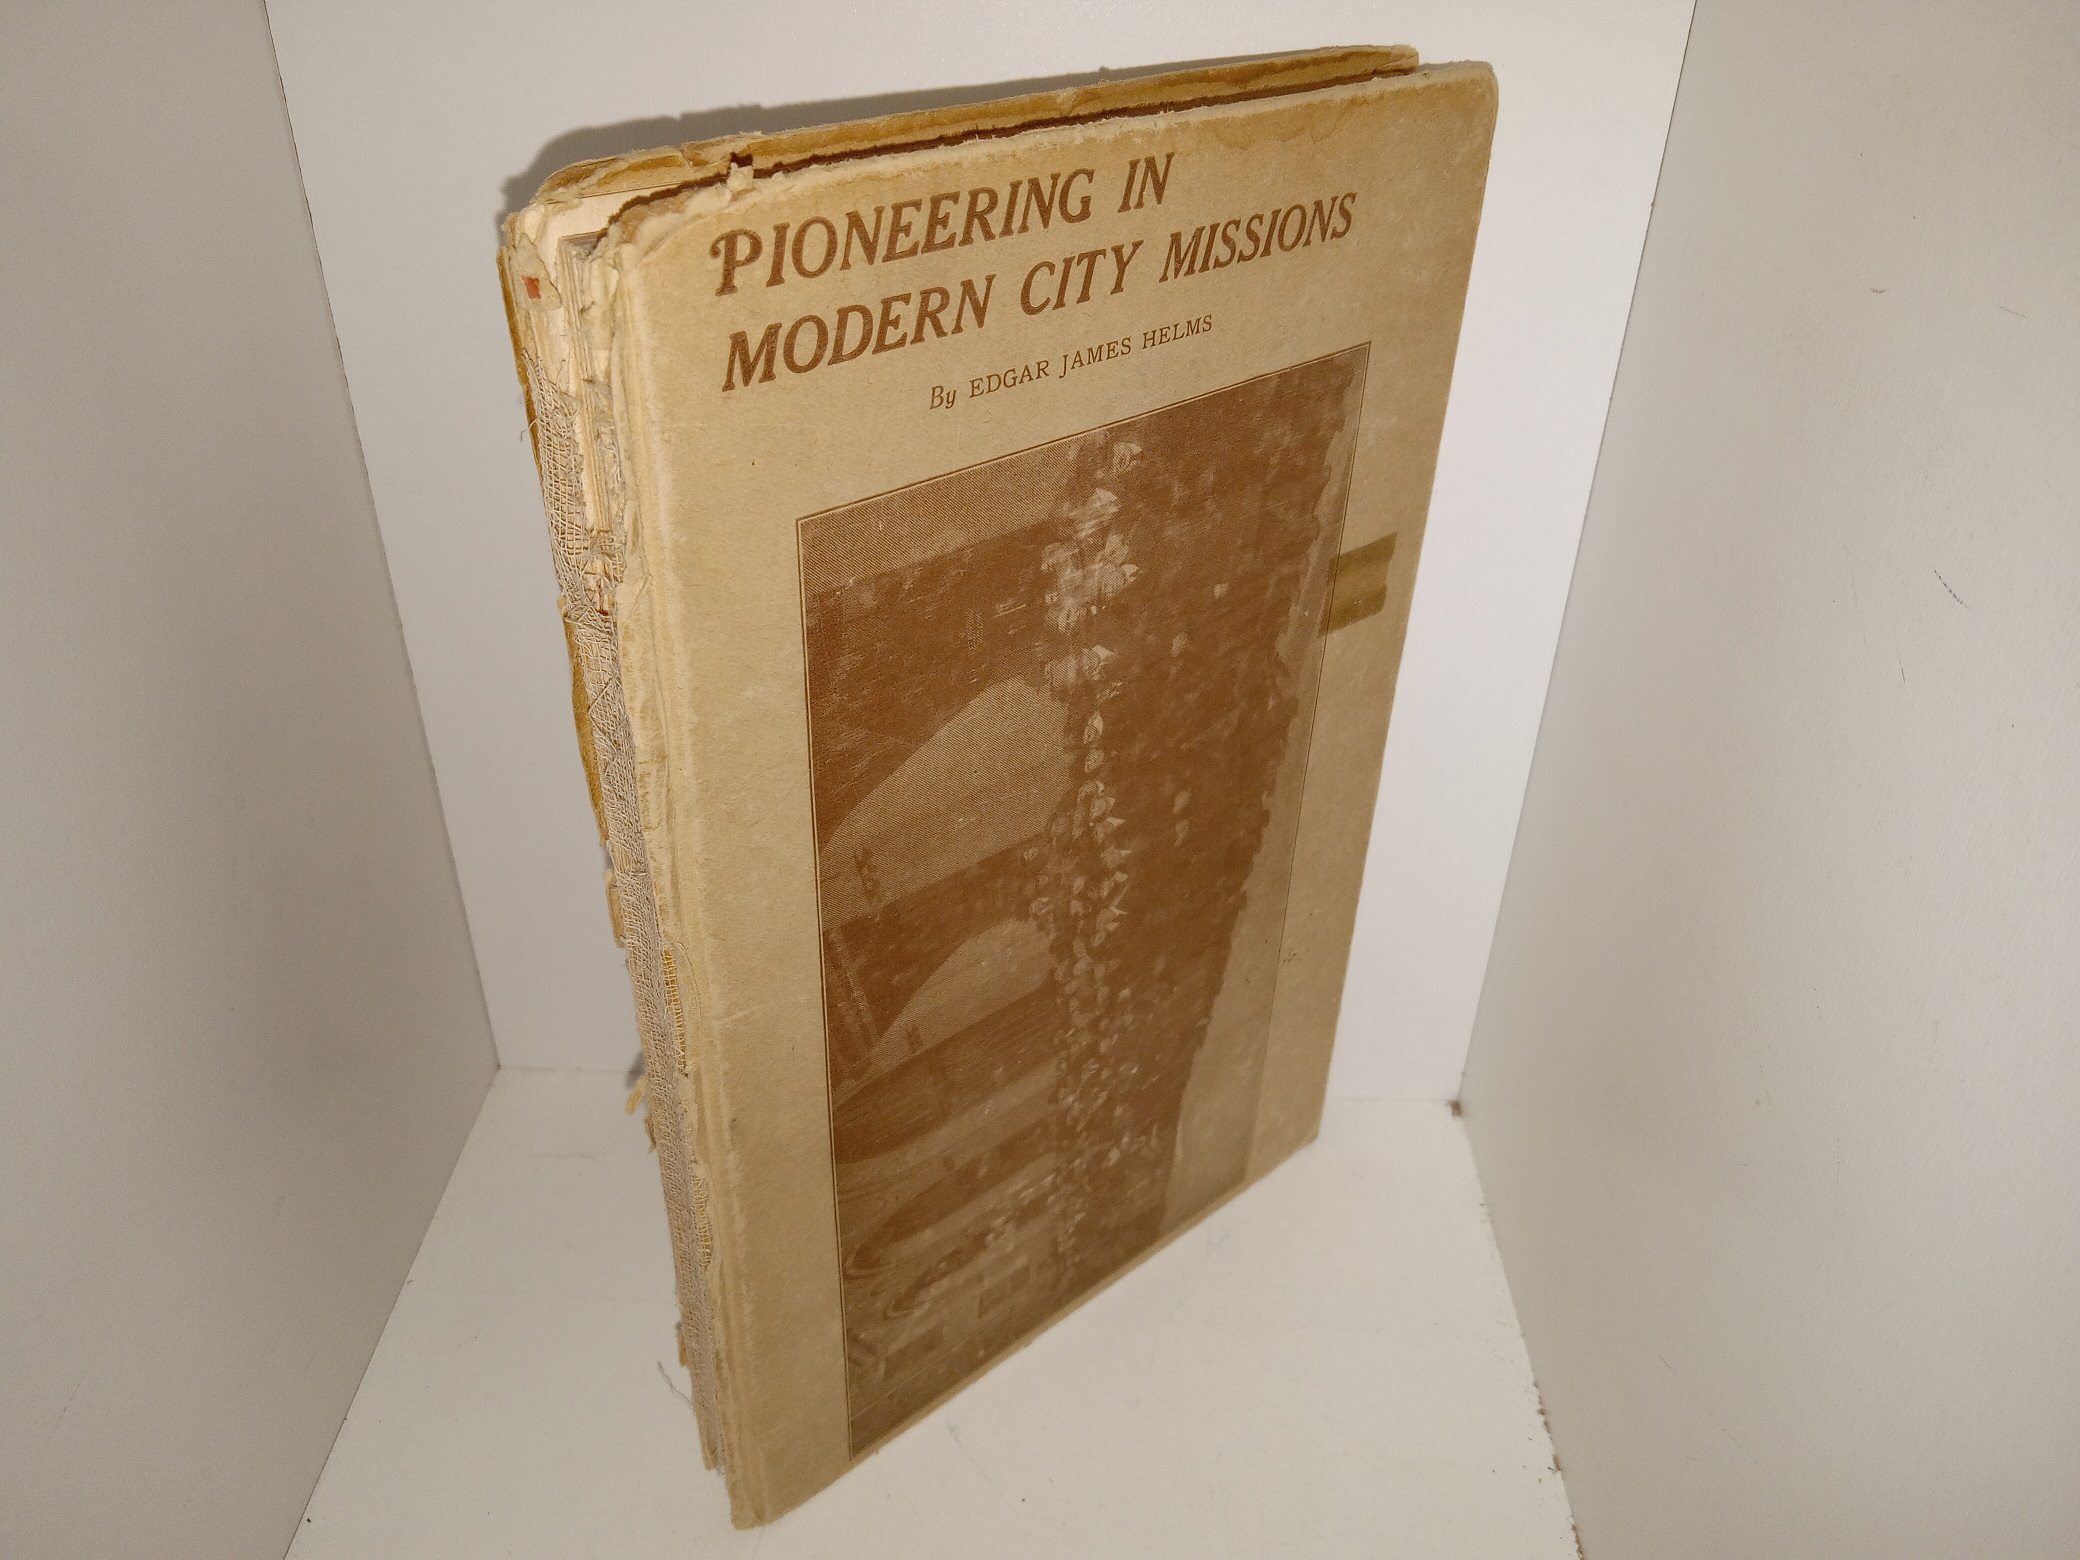 PIONEERING IN
MODERN CITY MISSIONS
By EDGAR JAMES HELMS